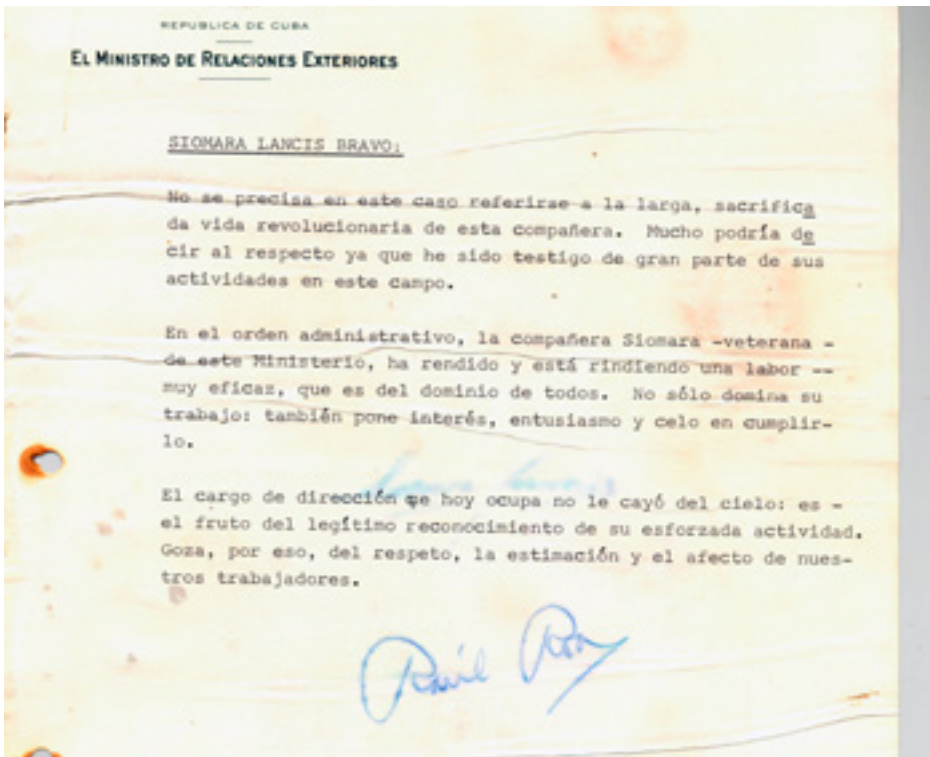 REPUBLICA DE CUBA
EL MINISTRO DE RELACIONES EXTERIORES
SIOMARA LANCIS BRAVO:
No se precisa en este caso referirse a la larga, sacrifica
da vida revolucionaria de esta compañera. Mucho podría de
cir al respecto ya que he sido testigo de gran parte de sus
actividades en este campo.
En el orden administrativo, la compañera Siomara -veterana -
de este Ministerio, ha rendido y está rindiendo una labor --
muy eficaz, que es del dominio de todos. No sólo domina su
trabajo: también pone interés, entusiasmo y celo en cumplir-
lo.
El cargo de dirección qe hoy ocupa no le cayó del cielo: es -
el fruto del legítimo reconocimiento de su esforzada actividad.
Goza, por eso, del respeto, la estimación y el afecto de nues-
tros trabajadores.
Raúl Roa